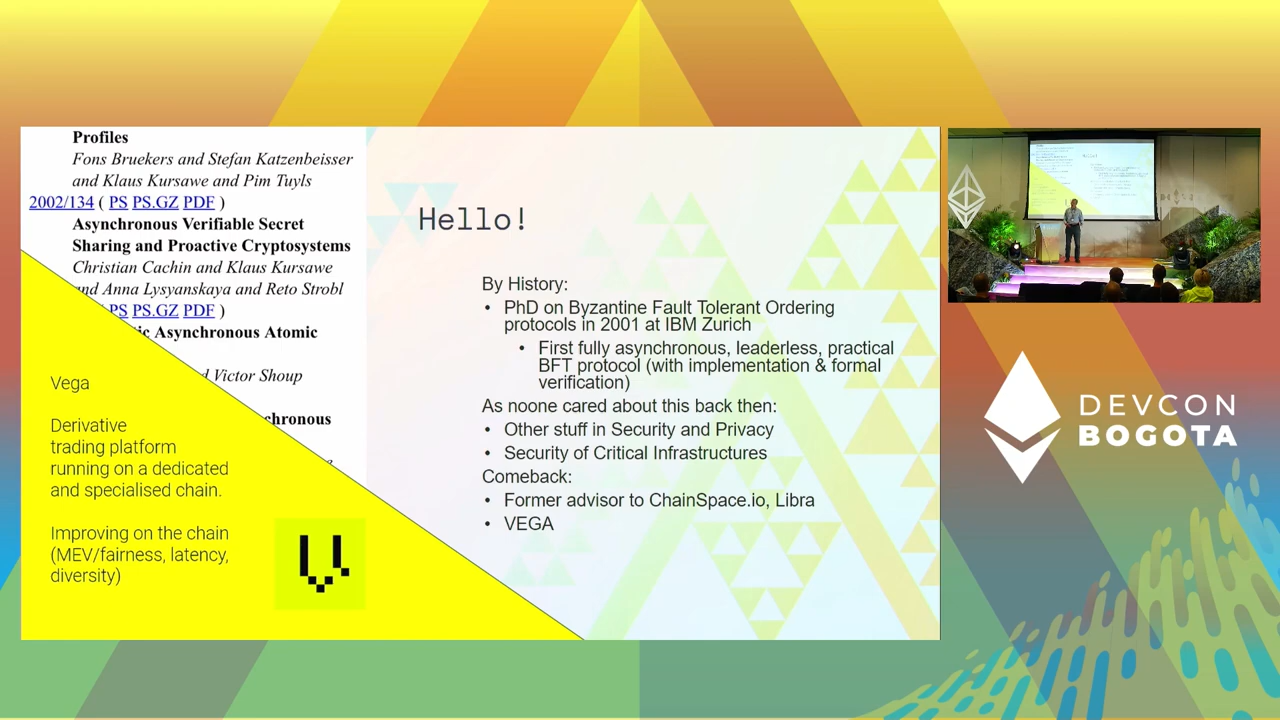 Profiles
Fons Bruekers and Stefan Katzenbeisser
and Klaus Kursawe and Pim Tuyls
2002/134 ( PS PS.GZ PDF )
Asynchronous Verifiable Secret
Sharing and Proactive Cryptosystems
Christian Cachin and Klaus Kursawe
and Anna Lysyanskaya and Reto Strobl
PS PS.GZ PDF )
Asynchronous Atomic
Victor Shoup
Vega
Derivative
trading platform
running on a dedicated
and specialised chain.
Improving on the chain
(MEV/fairness, latency,
diversity)
Hello!
By History:
• PhD on Byzantine Fault Tolerant Ordering
protocols in 2001 at IBM Zurich
• First fully asynchronous, leaderless, practical
BFT protocol (with implementation & formal
verification)
As noone cared about this back then:
• Other stuff in Security and Privacy
• Security of Critical Infrastructures
Comeback:
• Former advisor to ChainSpace.io, Libra
• VEGA
DEVCON
BOGOTA